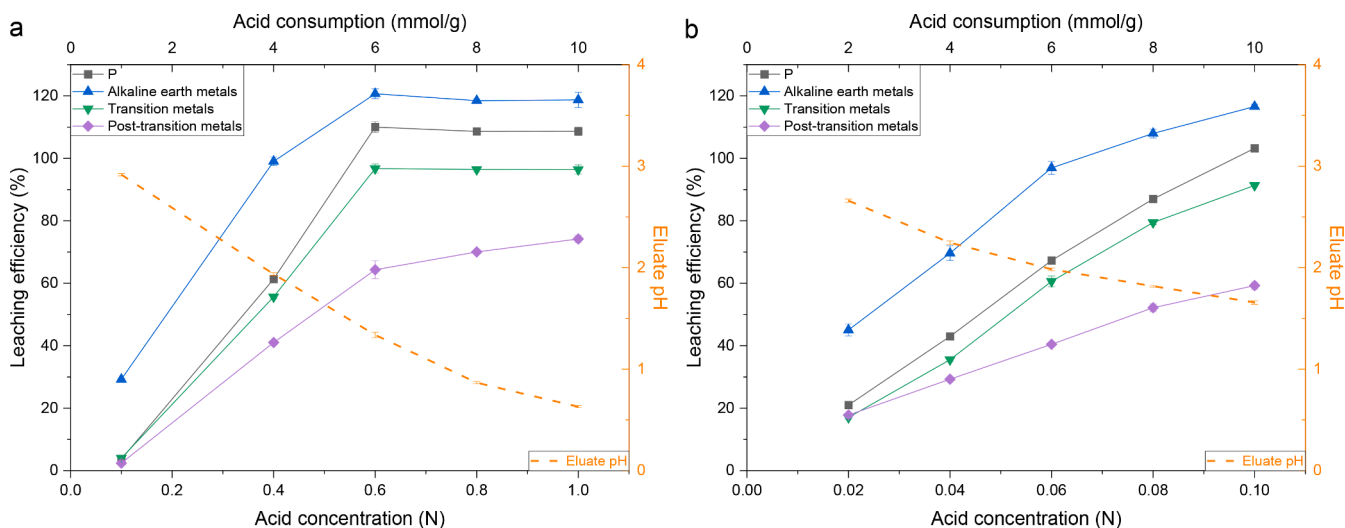 a
Acid consumption (mmol/g)
0 2 4 6 8 10
P
Alkaline earth metals
Transition metals
Post-transition metals
Leaching efficiency (%)
0 20 40 60 80 100 120
Eluate pH
0 1 2 3 4
Eluate pH
0.0 0.2 0.4 0.6 0.8 1.0
Acid concentration (N)
b
Acid consumption (mmol/g)
0 2 4 6 8 10
P
Alkaline earth metals
Transition metals
Post-transition metals
Leaching efficiency (%)
0 20 40 60 80 100 120
Eluate pH
0 1 2 3 4
Eluate pH
0.00 0.02 0.04 0.06 0.08 0.10
Acid concentration (N)